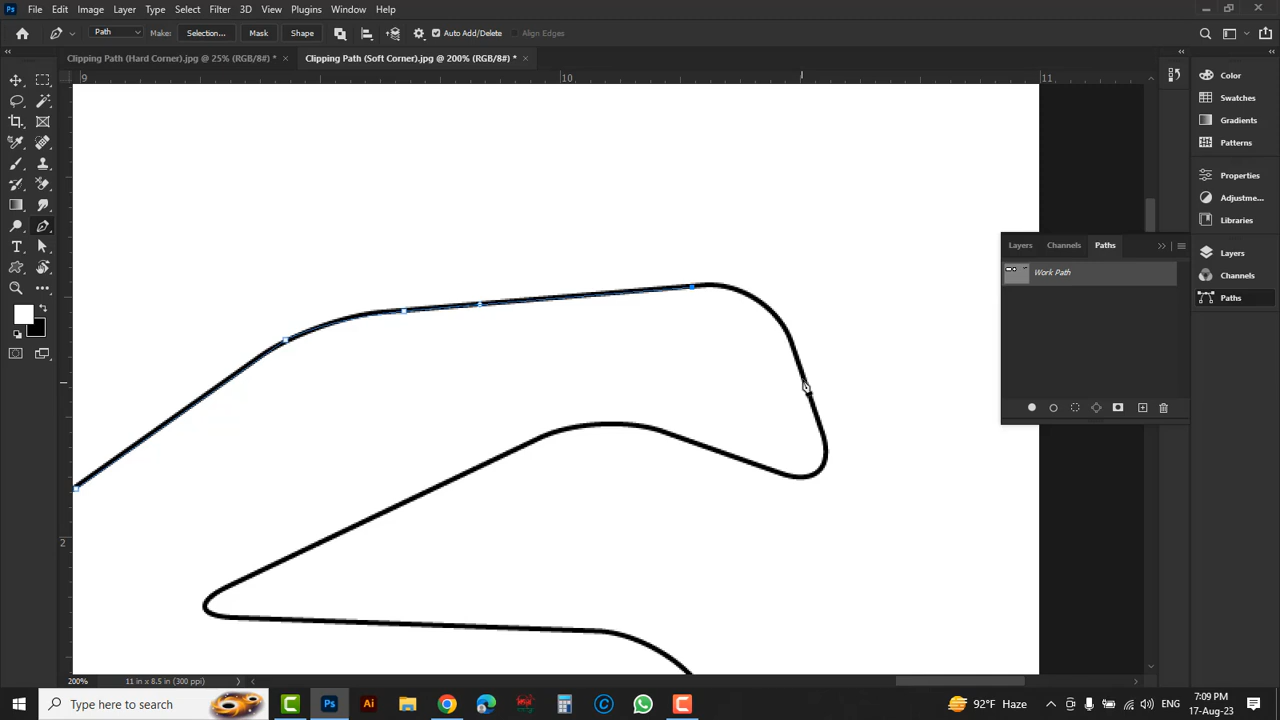 Ps File Edit Image Layer Type Select Filter 3D View Plugins Window Help
Path Make: Selection... Mask Shape Auto Add/Delete Align Edges
Clipping Path (Hard Corner).jpg @ 25% (RGB/8#) * × Clipping Path (Soft Corner).jpg @ 200% (RGB/8#) * ×
9 10 11
Color
Swatches
Gradients
Patterns
Properties
Adjustme...
Libraries
Layers
Channels
Paths
Layers Channels Paths
Work Path
2
200% 11 in x 8.5 in (300 ppi)
Type here to search
Ps Ai
92°F Haze
ENG
7:09 PM
17-Aug-23